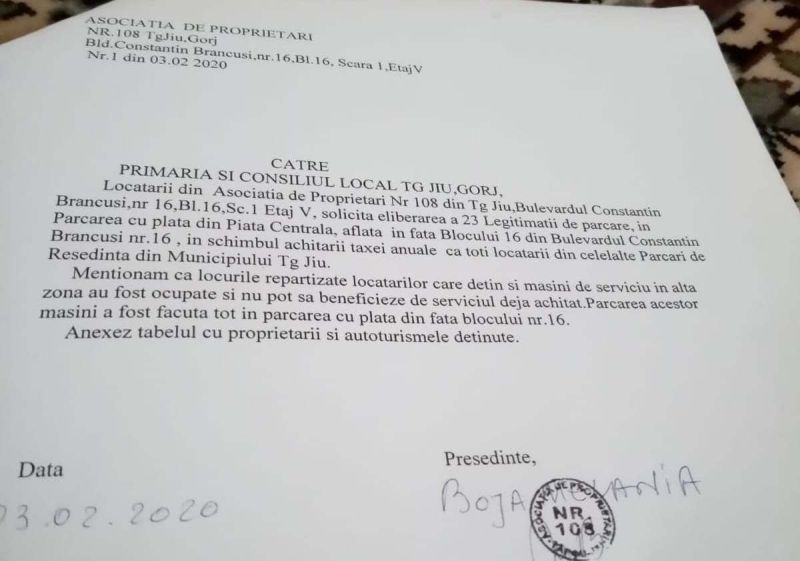 ASOCIATIA DE PROPRIETARI
NR.108 TgJiu,Gorj
Bld.Constantin Brancusi,nr.16,Bl.16, Scara 1,EtajV
Nr.1 din 03.02 2020
CATRE
PRIMARIA SI CONSILIUL LOCAL TG JIU,GORJ,
Locatarii din Asociatia de Proprietari Nr 108 din Tg Jiu,Bulevardul Constantin
Brancusi,nr 16,Bl.16,Sc.1 Etaj V, solicita eliberarea a 23 Legitimatii de parcare, in
Parcarea cu plata din Piata Centrala, aflata in fata Blocului 16 din Bulevardul Constantin
Brancusi nr.16 , in schimbul achitarii taxei anuale ca toti locatarii din celelalte Parcari de
Resedinta din Municipiului Tg Jiu.
Mentionam ca locurile repartizate locatarilor care detin si masini de serviciu in alta
zona au fost ocupate si nu pot sa beneficieze de serviciul deja achitat.Parcarea acestor
masini a fost facuta tot in parcarea cu plata din fata blocului nr.16.
Anexez tabelul cu proprietarii si autoturismele detinute.
Data
03.02.2020
Presedinte,
BOJA MELANIA
ASOCIATIA DE PROPRIETARI
NR.
108